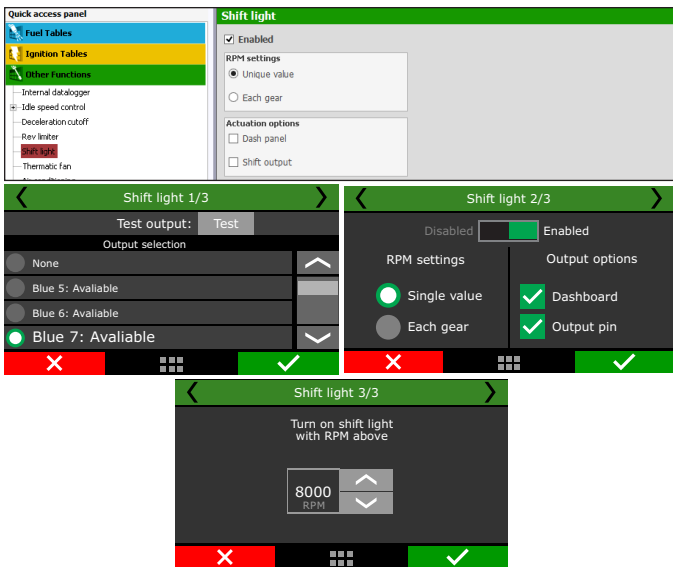 Quick access panel
Fuel Tables
Ignition Tables
Other Functions
Internal datalogger
Idle speed control
Deceleration cutoff
Rev limiter
Shift light
Thermatic fan
Shift light
Enabled
RPM settings
Unique value
Each gear
Actuation options
Dash panel
Shift output
Shift light 1/3
Test output: Test
Output selection
None
Blue 5: Avaliable
Blue 6: Avaliable
Blue 7: Avaliable
Shift light 2/3
Disabled Enabled
RPM settings
Single value
Each gear
Output options
Dashboard
Output pin
Shift light 3/3
Turn on shift light
with RPM above
8000
RPM